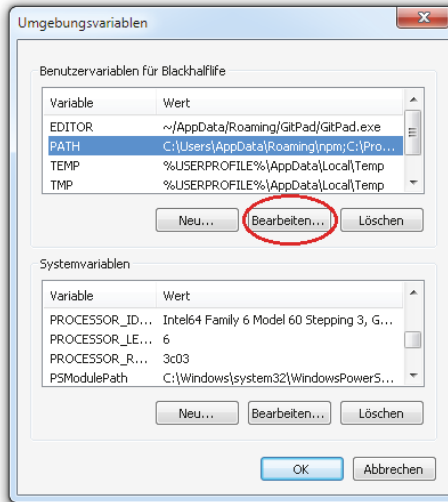 Umgebungsvariablen
Benutzervariablen für Blackhalflife
Variable Wert
EDITOR ~/AppData/Roaming/GitPad/GitPad.exe
PATH C:\Users\AppData\Roaming\npm;C:\Pro...
TEMP %USERPROFILE%\AppData\Local\Temp
TMP %USERPROFILE%\AppData\Local\Temp
Neu... Bearbeiten... Löschen
Systemvariablen
Variable Wert
PROCESSOR_ID... Intel64 Family 6 Model 60 Stepping 3, G...
PROCESSOR_LE... 6
PROCESSOR_R... 3c03
PSModulePath C:\Windows\system32\WindowsPowerS...
Neu... Bearbeiten... Löschen
OK Abbrechen